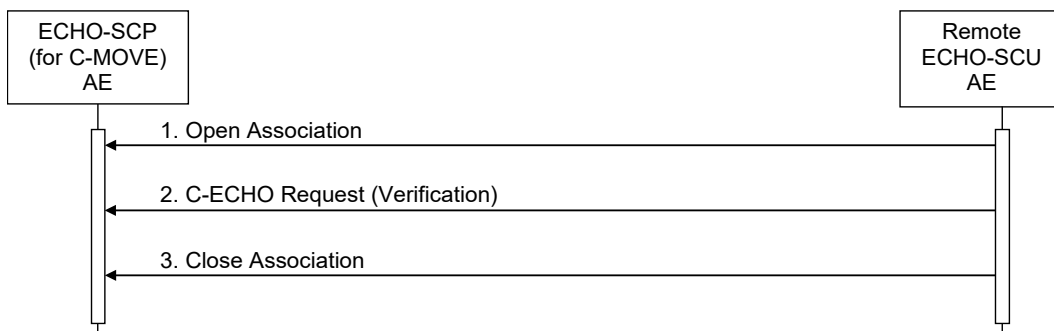 ECHO-SCP
(for C-MOVE)
AE
Remote
ECHO-SCU
AE
1. Open Association
2. C-ECHO Request (Verification)
3. Close Association